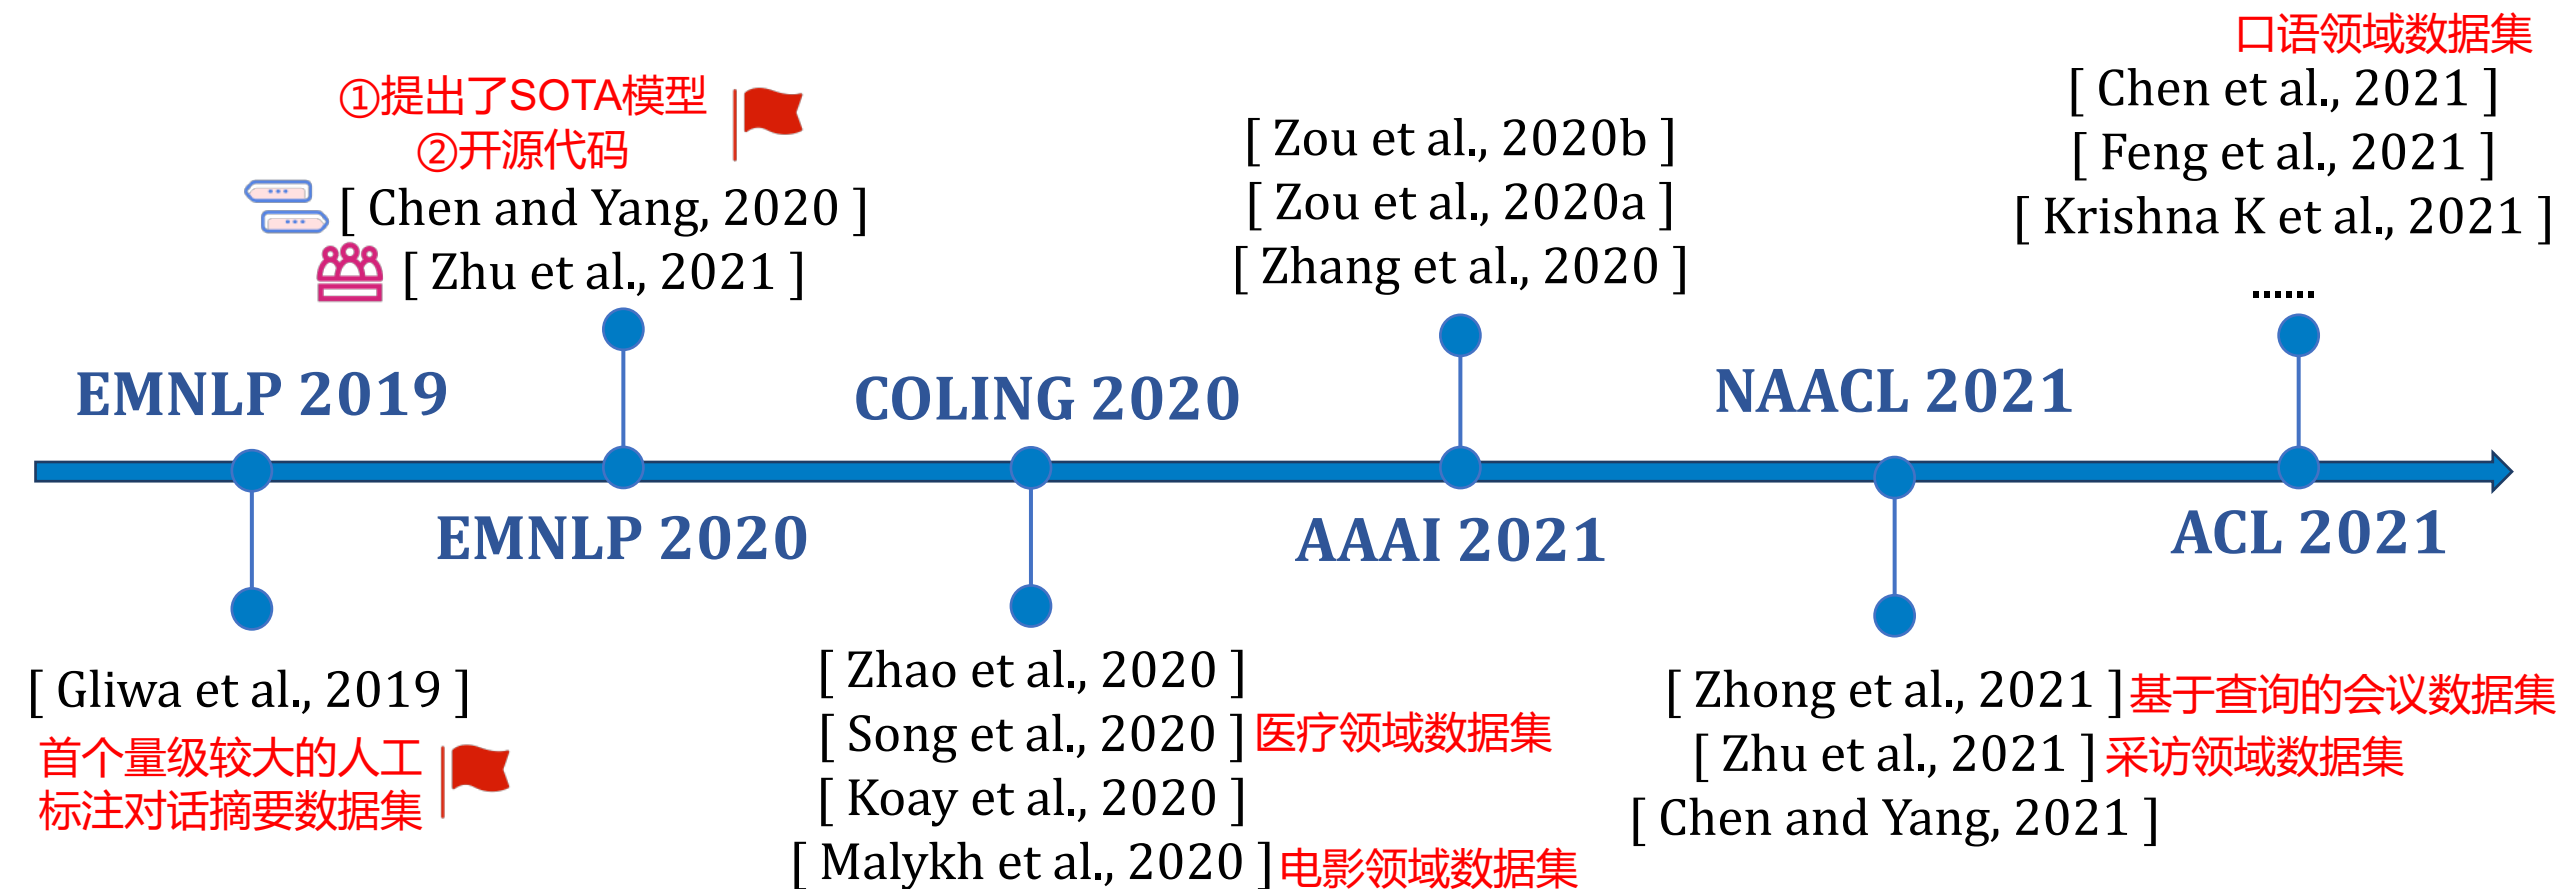 口语领域数据集
[ Chen et al., 2021 ]
[ Feng et al., 2021 ]
[ Krishna K et al., 2021 ]
......
①提出了SOTA模型
②开源代码
[ Chen and Yang, 2020 ]
[ Zhu et al., 2021 ]
[ Zou et al., 2020b ]
[ Zou et al., 2020a ]
[ Zhang et al., 2020 ]
EMNLP 2019
COLING 2020
NAACL 2021
EMNLP 2020
AAAI 2021
ACL 2021
[ Gliwa et al., 2019 ]
首个量级较大的人工
标注对话摘要数据集
[ Zhao et al., 2020 ]
[ Song et al., 2020 ] 医疗领域数据集
[ Koay et al., 2020 ]
[ Malykh et al., 2020 ] 电影领域数据集
[ Zhong et al., 2021 ] 基于查询的会议数据集
[ Zhu et al., 2021 ] 采访领域数据集
[ Chen and Yang, 2021 ]